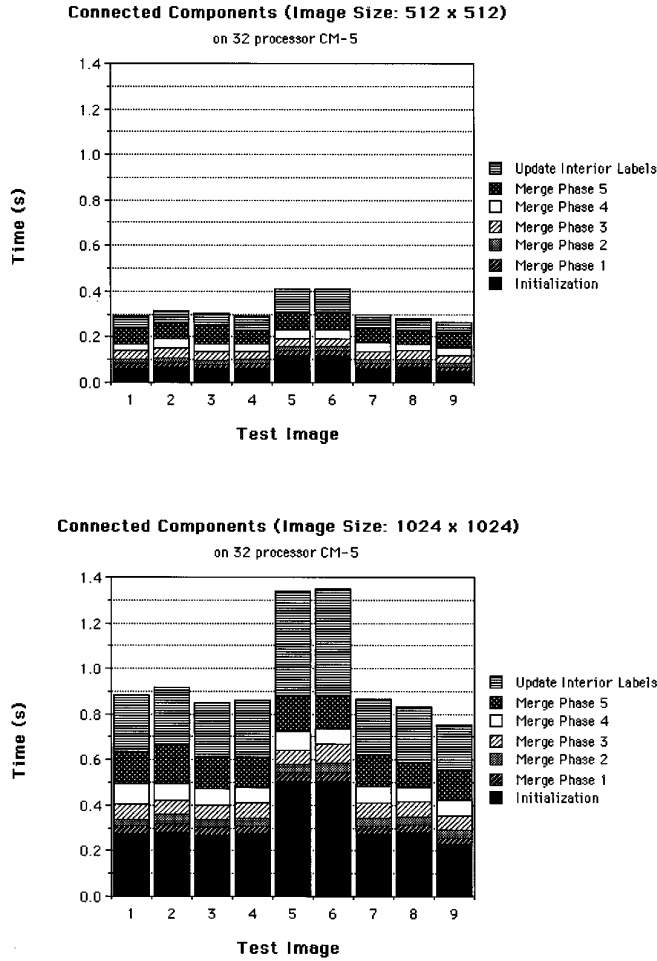 Connected Components (Image Size: 512 x 512)
on 32 processor CM-5
1.4
1.2
1.0
0.8
0.6
0.4
0.2
0.0
Time (s)
1 2 3 4 5 6 7 8 9
Test Image
Update Interior Labels
Merge Phase 5
Merge Phase 4
Merge Phase 3
Merge Phase 2
Merge Phase 1
Initialization
Connected Components (Image Size: 1024 x 1024)
on 32 processor CM-5
1.4
1.2
1.0
0.8
0.6
0.4
0.2
0.0
Time (s)
1 2 3 4 5 6 7 8 9
Test Image
Update Interior Labels
Merge Phase 5
Merge Phase 4
Merge Phase 3
Merge Phase 2
Merge Phase 1
Initialization